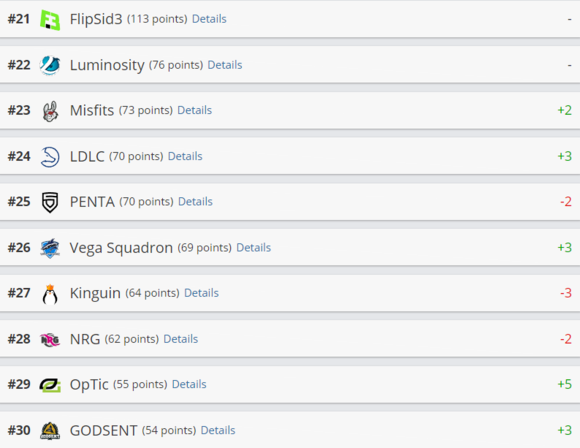 #21 FlipSid3 (113 points) Details -
#22 Luminosity (76 points) Details -
#23 Misfits (73 points) Details +2
#24 LDLC (70 points) Details +3
#25 PENTA (70 points) Details -2
#26 Vega Squadron (69 points) Details +3
#27 Kinguin (64 points) Details -3
#28 NRG (62 points) Details -2
#29 OpTic (55 points) Details +5
#30 GODSENT (54 points) Details +3